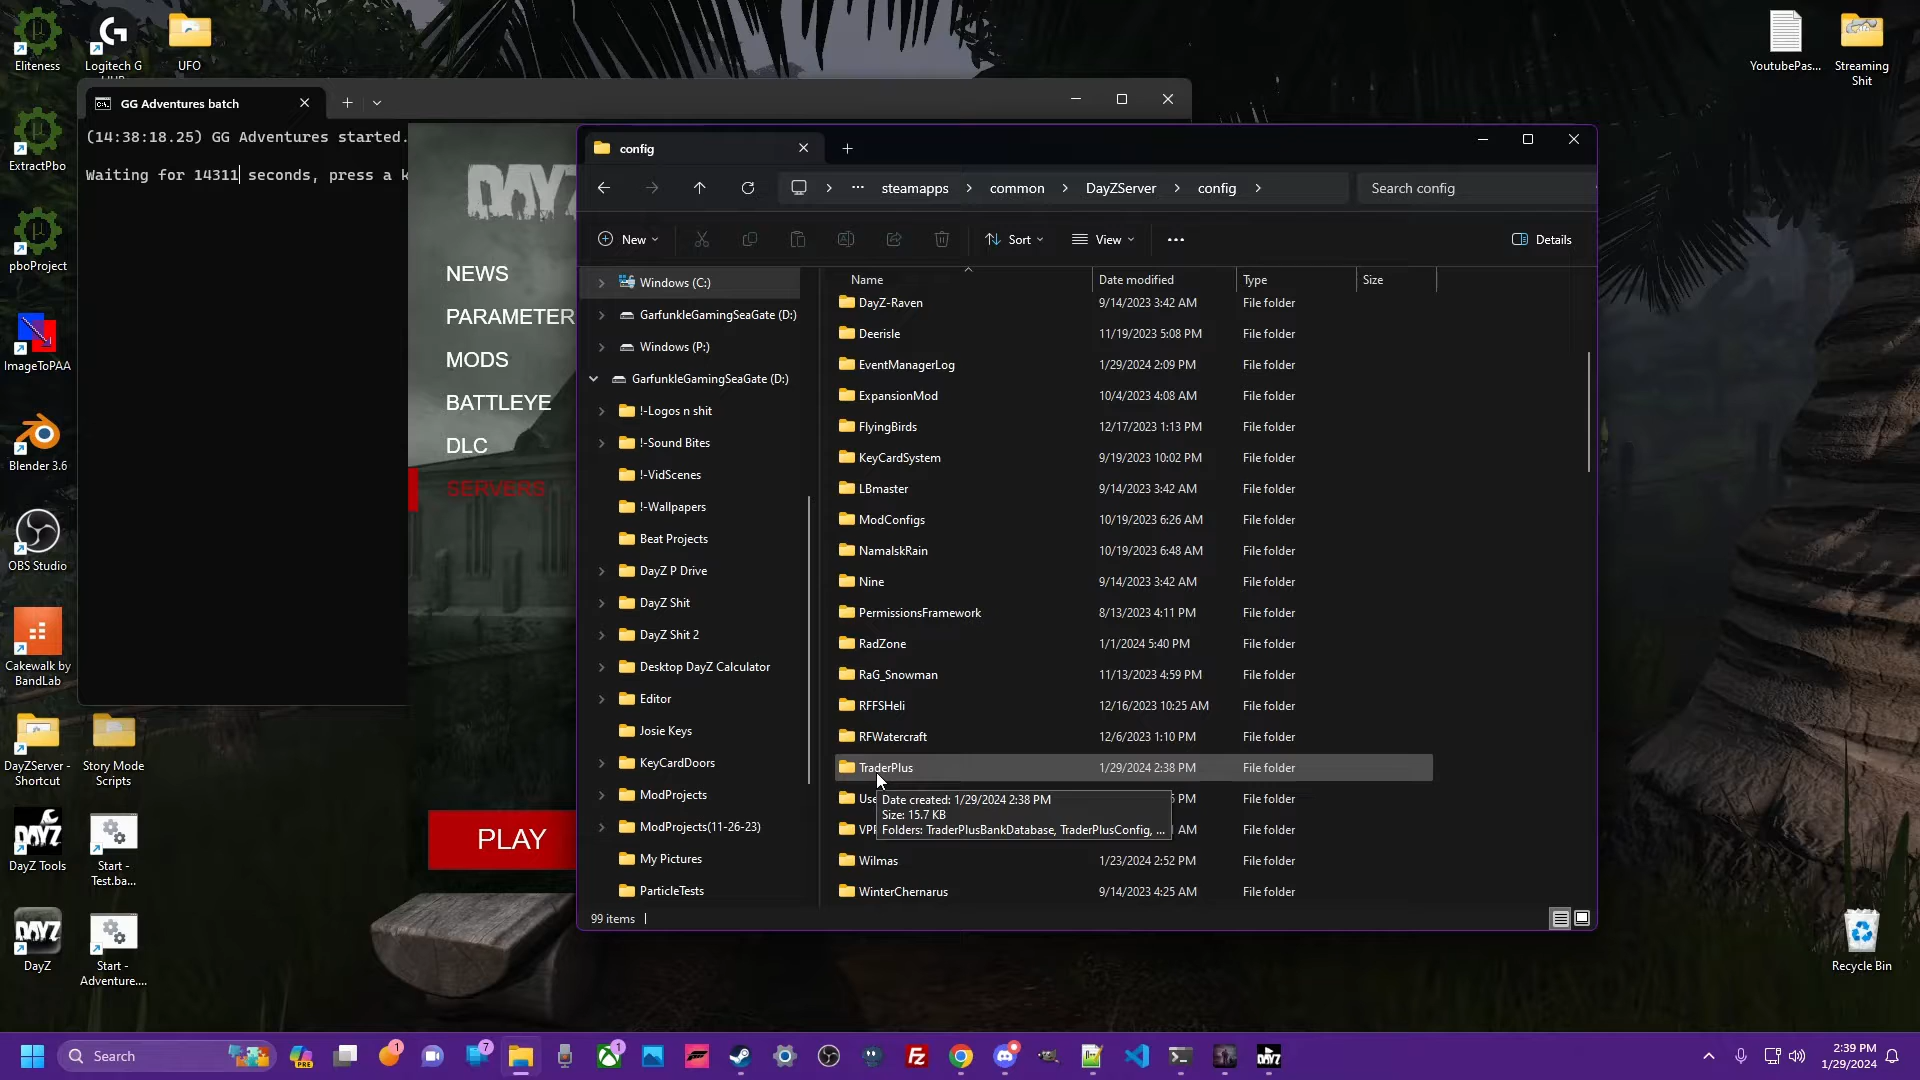 Eliteness
Logitech G
HUB
UFO
YoutubePas...
Streaming
Shit
ExtractPbo
pboProject
ImageToPAA
Blender 3.6
OBS Studio
Cakewalk by
BandLab
DayZServer -
Shortcut
Story Mode
Scripts
DayZ Tools
Start -
Test.ba...
DayZ
Start -
Adventure....
Recycle Bin
GG Adventures batch
(14:38:18.25) GG Adventures started.
Waiting for 14311 seconds, press a k
DAYZ
NEWS
PARAMETER
MODS
BATTLEYE
DLC
SERVERS
PLAY
config
steamapps
common
DayZServer
config
Search config
New
Sort
View
Details
Windows (C:)
GarfunkleGamingSeaGate (D:)
Windows (P:)
GarfunkleGamingSeaGate (D:)
!-Logos n shit
!-Sound Bites
!-VidScenes
!-Wallpapers
Beat Projects
DayZ P Drive
DayZ Shit
DayZ Shit 2
Desktop DayZ Calculator
Editor
Josie Keys
KeyCardDoors
ModProjects
ModProjects(11-26-23)
My Pictures
ParticleTests
Name Date modified Type Size
DayZ-Raven 9/14/2023 3:42 AM File folder
Deerisle 11/19/2023 5:08 PM File folder
EventManagerLog 1/29/2024 2:09 PM File folder
ExpansionMod 10/4/2023 4:08 AM File folder
FlyingBirds 12/17/2023 1:13 PM File folder
KeyCardSystem 9/19/2023 10:02 PM File folder
LBmaster 9/14/2023 3:42 AM File folder
ModConfigs 10/19/2023 6:26 AM File folder
NamalskRain 10/19/2023 6:48 AM File folder
Nine 9/14/2023 3:42 AM File folder
PermissionsFramework 8/13/2023 4:11 PM File folder
RadZone 1/1/2024 5:40 PM File folder
RaG_Snowman 11/13/2023 4:59 PM File folder
RFFSHeli 12/16/2023 10:25 AM File folder
RFWatercraft 12/6/2023 1:10 PM File folder
TraderPlus 1/29/2024 2:38 PM File folder
Use PM File folder
VPP AM File folder
Date created: 1/29/2024 2:38 PM
Size: 15.7 KB
Folders: TraderPlusBankDatabase, TraderPlusConfig, ...
Wilmas 1/23/2024 2:52 PM File folder
WinterChernarus 9/14/2023 4:25 AM File folder
99 items
Search
PRE
1
7
1
DAYZ
2:39 PM
1/29/2024